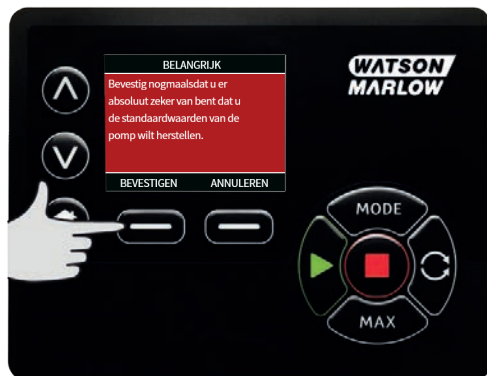 BELANGRIJK
Bevestig nogmaalsdat u er
absoluut zeker van bent dat u
de standaardwaarden van de
pomp wilt herstellen.
BEVESTIGEN ANNULEREN
WATSON
MARLOW
MODE
MAX